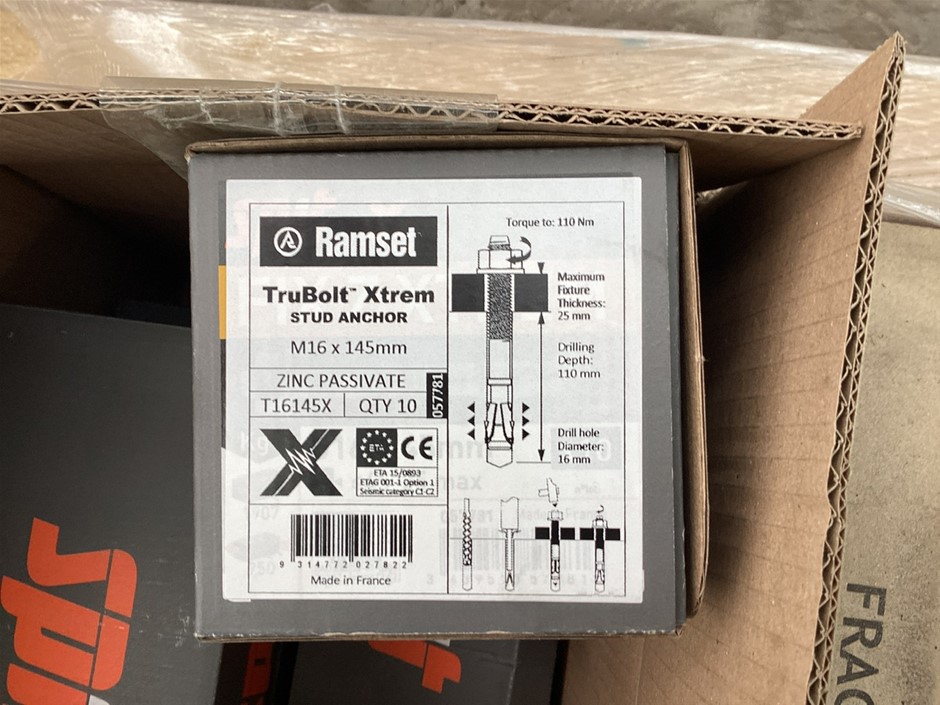 Ramset
TruBolt™ Xtrem
STUD ANCHOR
M16 x 145mm
ZINC PASSIVATE
T16145X
QTY 10
057781
ETA
CE
ETA 15/0893
ETAG 001-1 Option 1
Seismic category C1-C2
9 314772 027822
Made in France
Torque to: 110 Nm
Maximum
Fixture
Thickness:
25 mm
Drilling
Depth:
110 mm
Drill hole
Diameter:
16 mm